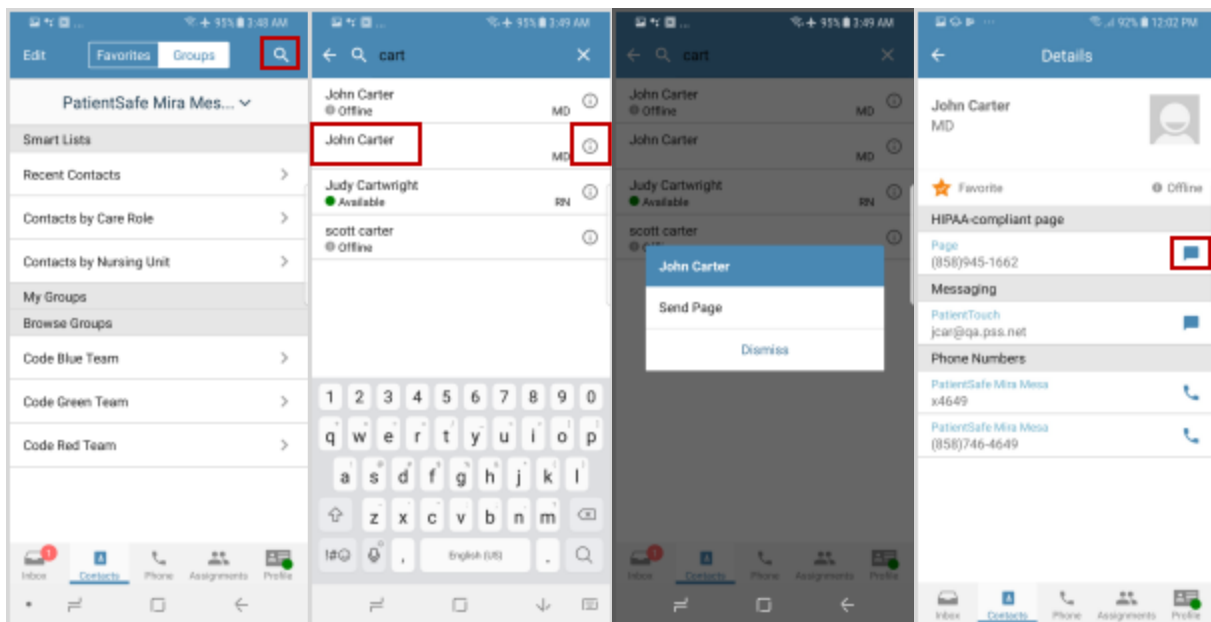 ... 95% 3:48 AM
Edit Favorites Groups
PatientSafe Mira Mes...
Smart Lists
Recent Contacts
Contacts by Care Role
Contacts by Nursing Unit
My Groups
Browse Groups
Code Blue Team
Code Green Team
Code Red Team
1
Inbox Contacts Phone Assignments Profile
... 95% 3:49 AM
cart
John Carter
Offline MD
John Carter
MD
Judy Cartwright
Available RN
scott carter
Offline
1 2 3 4 5 6 7 8 9 0
q w e r t y u i o p
a s d f g h j k l
z x c v b n m
!#☺ , English (US) .
... 95% 3:49 AM
cart
John Carter
Offline MD
John Carter
MD
Judy Cartwright
Available RN
scott carter
John Carter
Send Page
Dismiss
1
Inbox Contacts Phone Assignments Profile
... 92% 12:02 PM
Details
John Carter
MD
Favorite Offline
HIPAA-compliant page
Page
(858)945-1662
Messaging
PatientTouch
jcar@qa.pss.net
Phone Numbers
PatientSafe Mira Mesa
x4649
PatientSafe Mira Mesa
(858)746-4649
Inbox Contacts Phone Assignments Profile